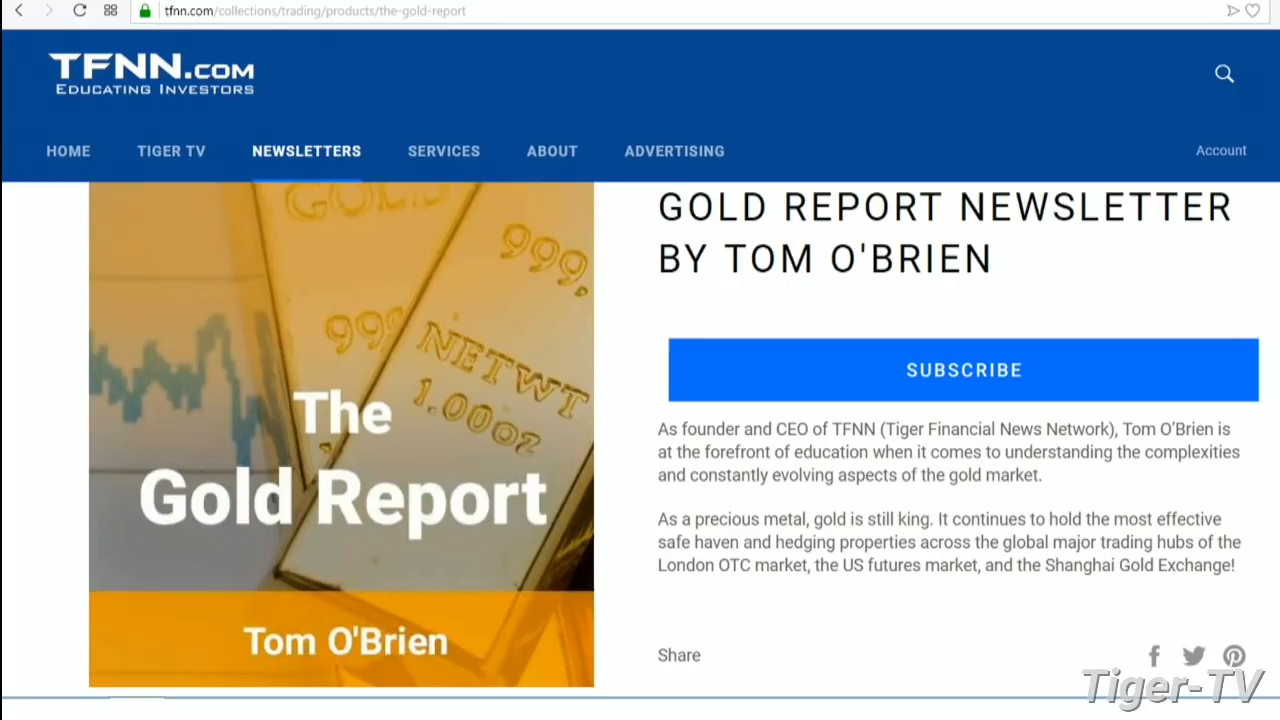 tfnn.com/collections/trading/products/the-gold-report
TFNN.COM
EDUCATING INVESTORS
HOME TIGER TV NEWSLETTERS SERVICES ABOUT ADVERTISING Account
GOLD REPORT NEWSLETTER
BY TOM O'BRIEN
GOLD
999.
999
NETWT
1.00OZ
The
Gold Report
Tom O'Brien
SUBSCRIBE
As founder and CEO of TFNN (Tiger Financial News Network), Tom O’Brien is
at the forefront of education when it comes to understanding the complexities
and constantly evolving aspects of the gold market.
As a precious metal, gold is still king. It continues to hold the most effective
safe haven and hedging properties across the global major trading hubs of the
London OTC market, the US futures market, and the Shanghai Gold Exchange!
Share
Tiger-TV